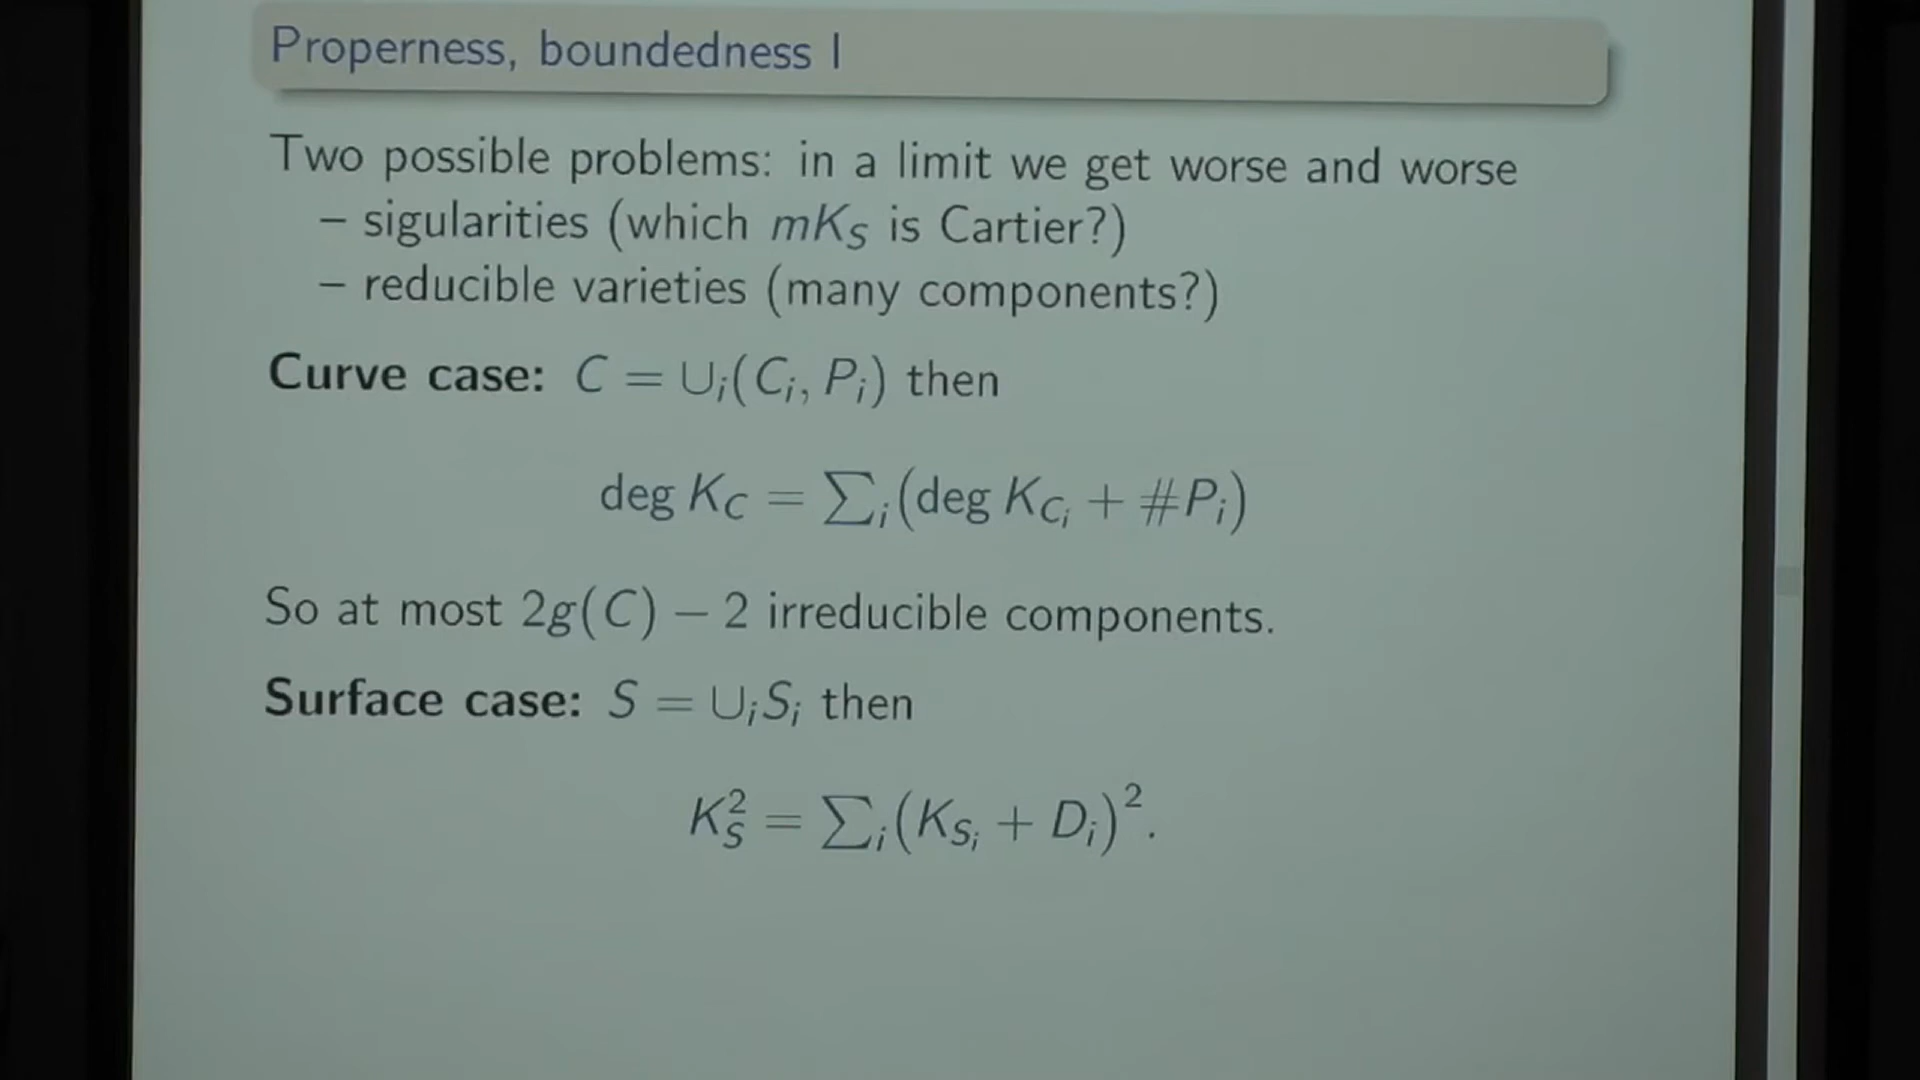 Properness, boundedness I
Two possible problems: in a limit we get worse and worse
– sigularities (which mK_S is Cartier?)
– reducible varieties (many components?)
Curve case: C = ∪_i(C_i, P_i) then
deg K_C = ∑_i(deg K_{C_i} + #P_i)
So at most 2g(C) − 2 irreducible components.
Surface case: S = ∪_iS_i then
K_S^2 = ∑_i(K_{S_i} + D_i)^2.